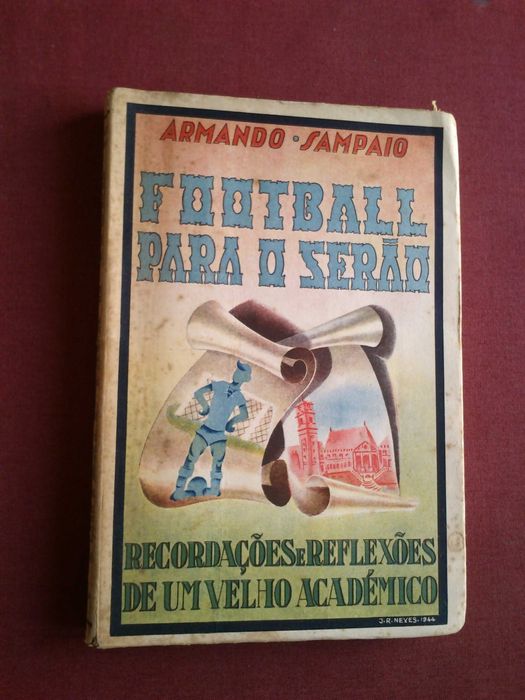 ARMANDO • SAMPAIO
FOOTBALL
PARA O SERÃO
RECORDAÇÕES E REFLEXÕES
DE UM VELHO ACADÉMICO
J.R. NEVES. 1944